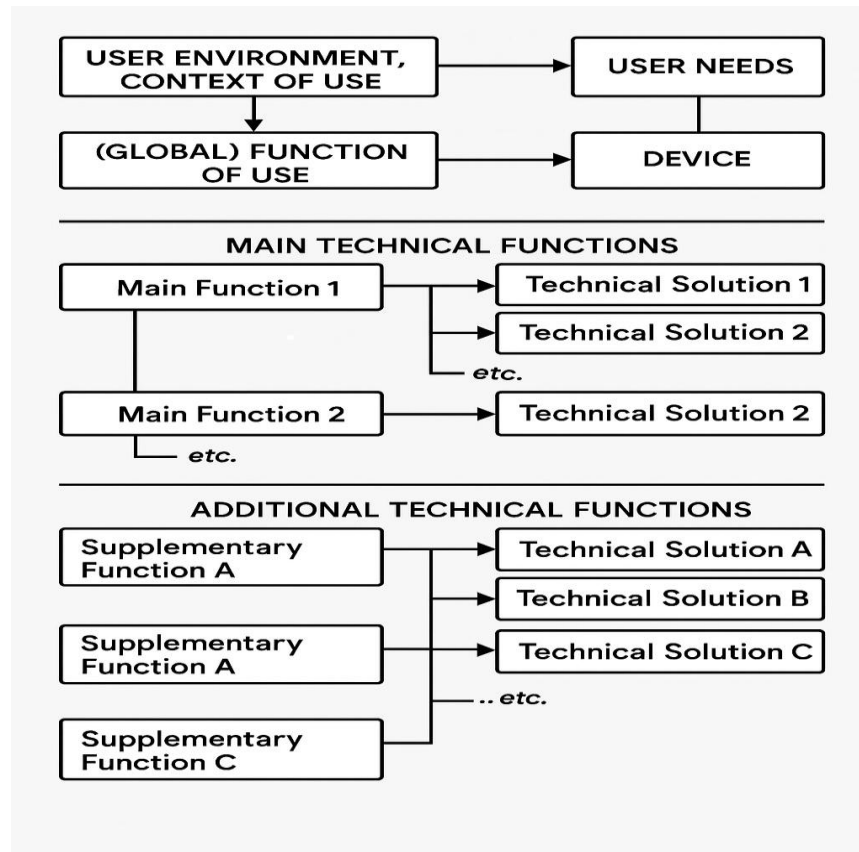 USER ENVIRONMENT,
CONTEXT OF USE
USER NEEDS
(GLOBAL) FUNCTION
OF USE
DEVICE
MAIN TECHNICAL FUNCTIONS
Main Function 1
Technical Solution 1
Technical Solution 2
etc.
Main Function 2
Technical Solution 2
etc.
ADDITIONAL TECHNICAL FUNCTIONS
Supplementary
Function A
Technical Solution A
Technical Solution B
Supplementary
Function A
Technical Solution C
.. etc.
Supplementary
Function C